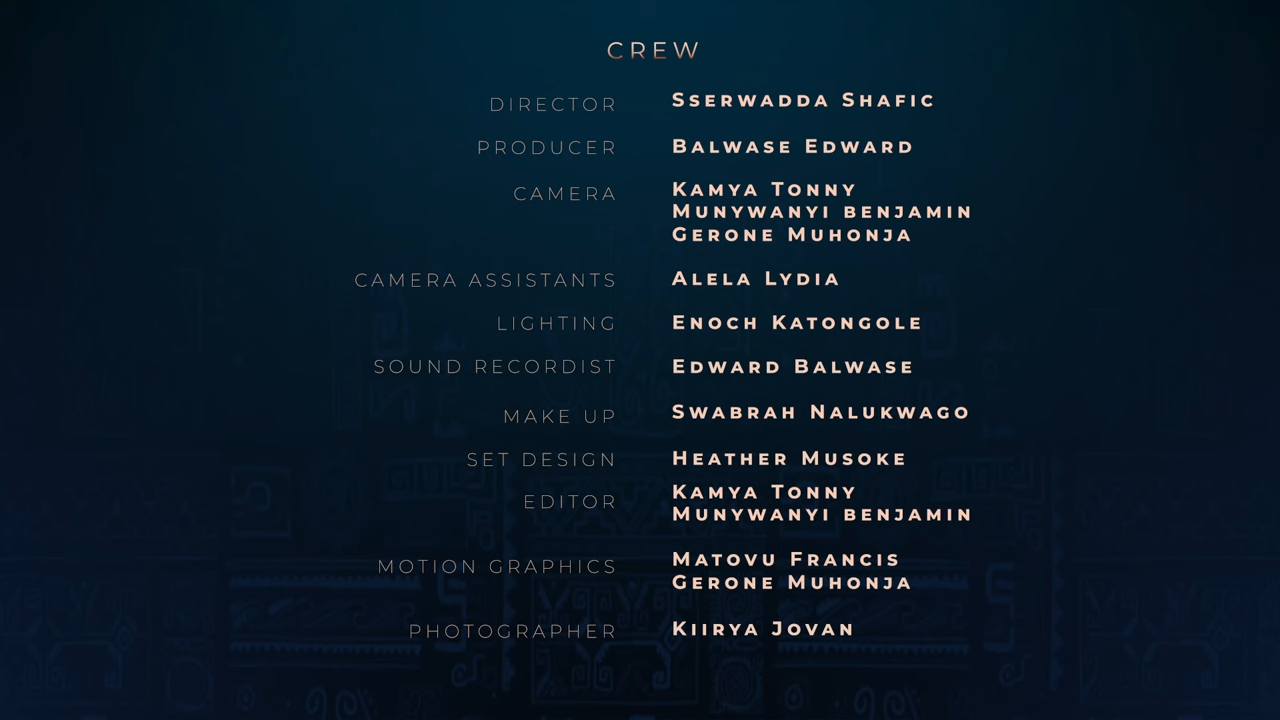 CREW
DIRECTOR Sserwadda Shafic
PRODUCER Balwase Edward
CAMERA Kamya Tonny
Munywanyi benjamin
Gerone Muhonja
CAMERA ASSISTANTS Alela Lydia
LIGHTING Enoch Katongole
SOUND RECORDIST Edward Balwase
MAKE UP Swabrah Nalukwago
SET DESIGN Heather Musoke
EDITOR Kamya Tonny
Munywanyi benjamin
MOTION GRAPHICS Matovu Francis
Gerone Muhonja
PHOTOGRAPHER Kiirya Jovan